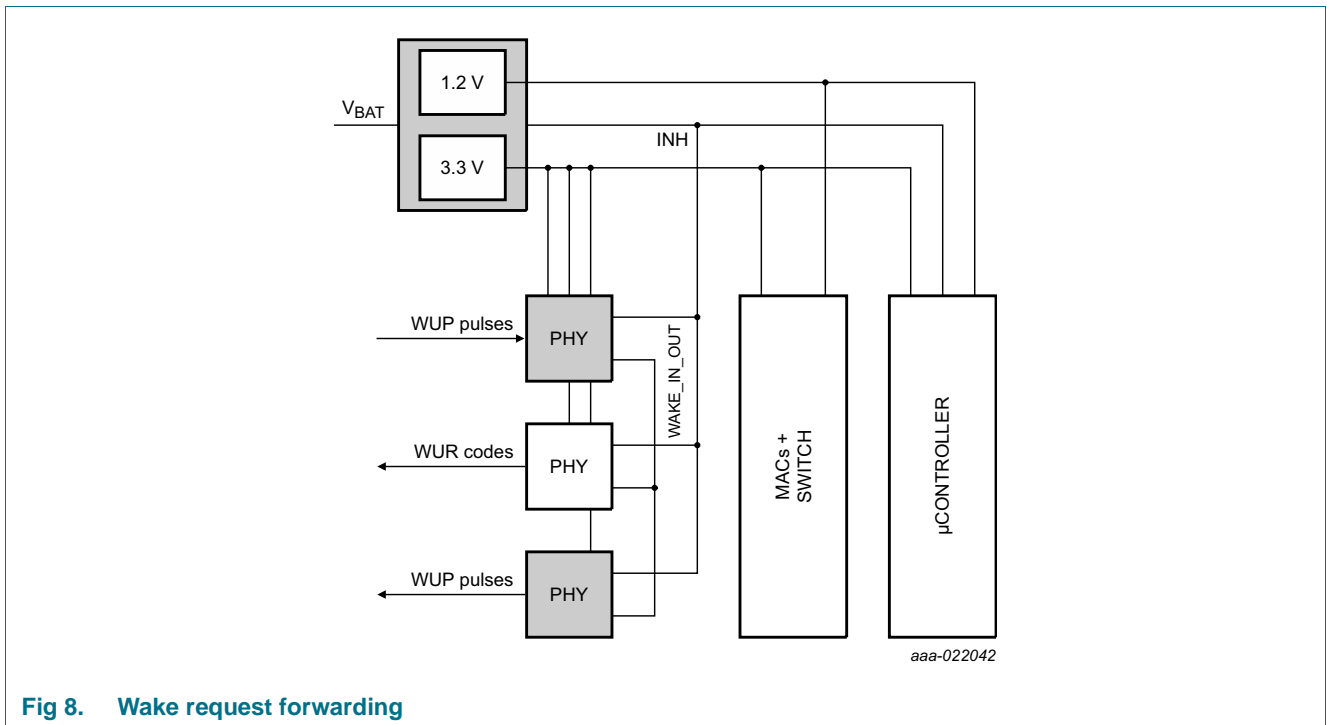 1.2 V
VBAT
INH
3.3 V
WUP pulses
PHY
WAKE_IN_OUT
WUR codes
PHY
MACs +
SWITCH
µCONTROLLER
WUP pulses
PHY
aaa-022042
Fig 8. Wake request forwarding